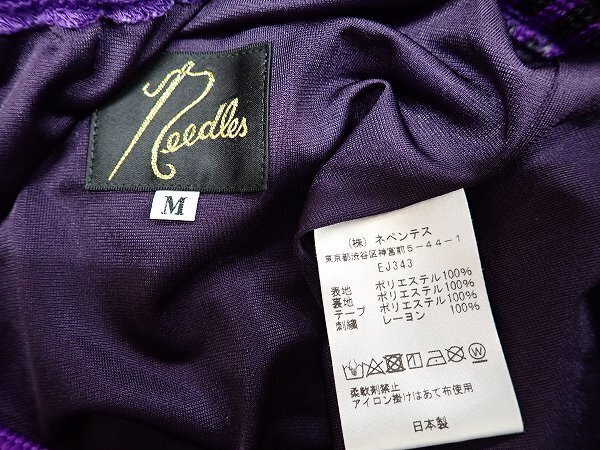 Needles
M
(株) ネペンテス
東京都渋谷区神宮前5-44-1
EJ343
表地 ポリエステル100%
裏地 ポリエステル100%
テープ ポリエステル100%
刺繍 レーヨン 100%
柔軟剤禁止
アイロン掛けはあて布使用
日本製